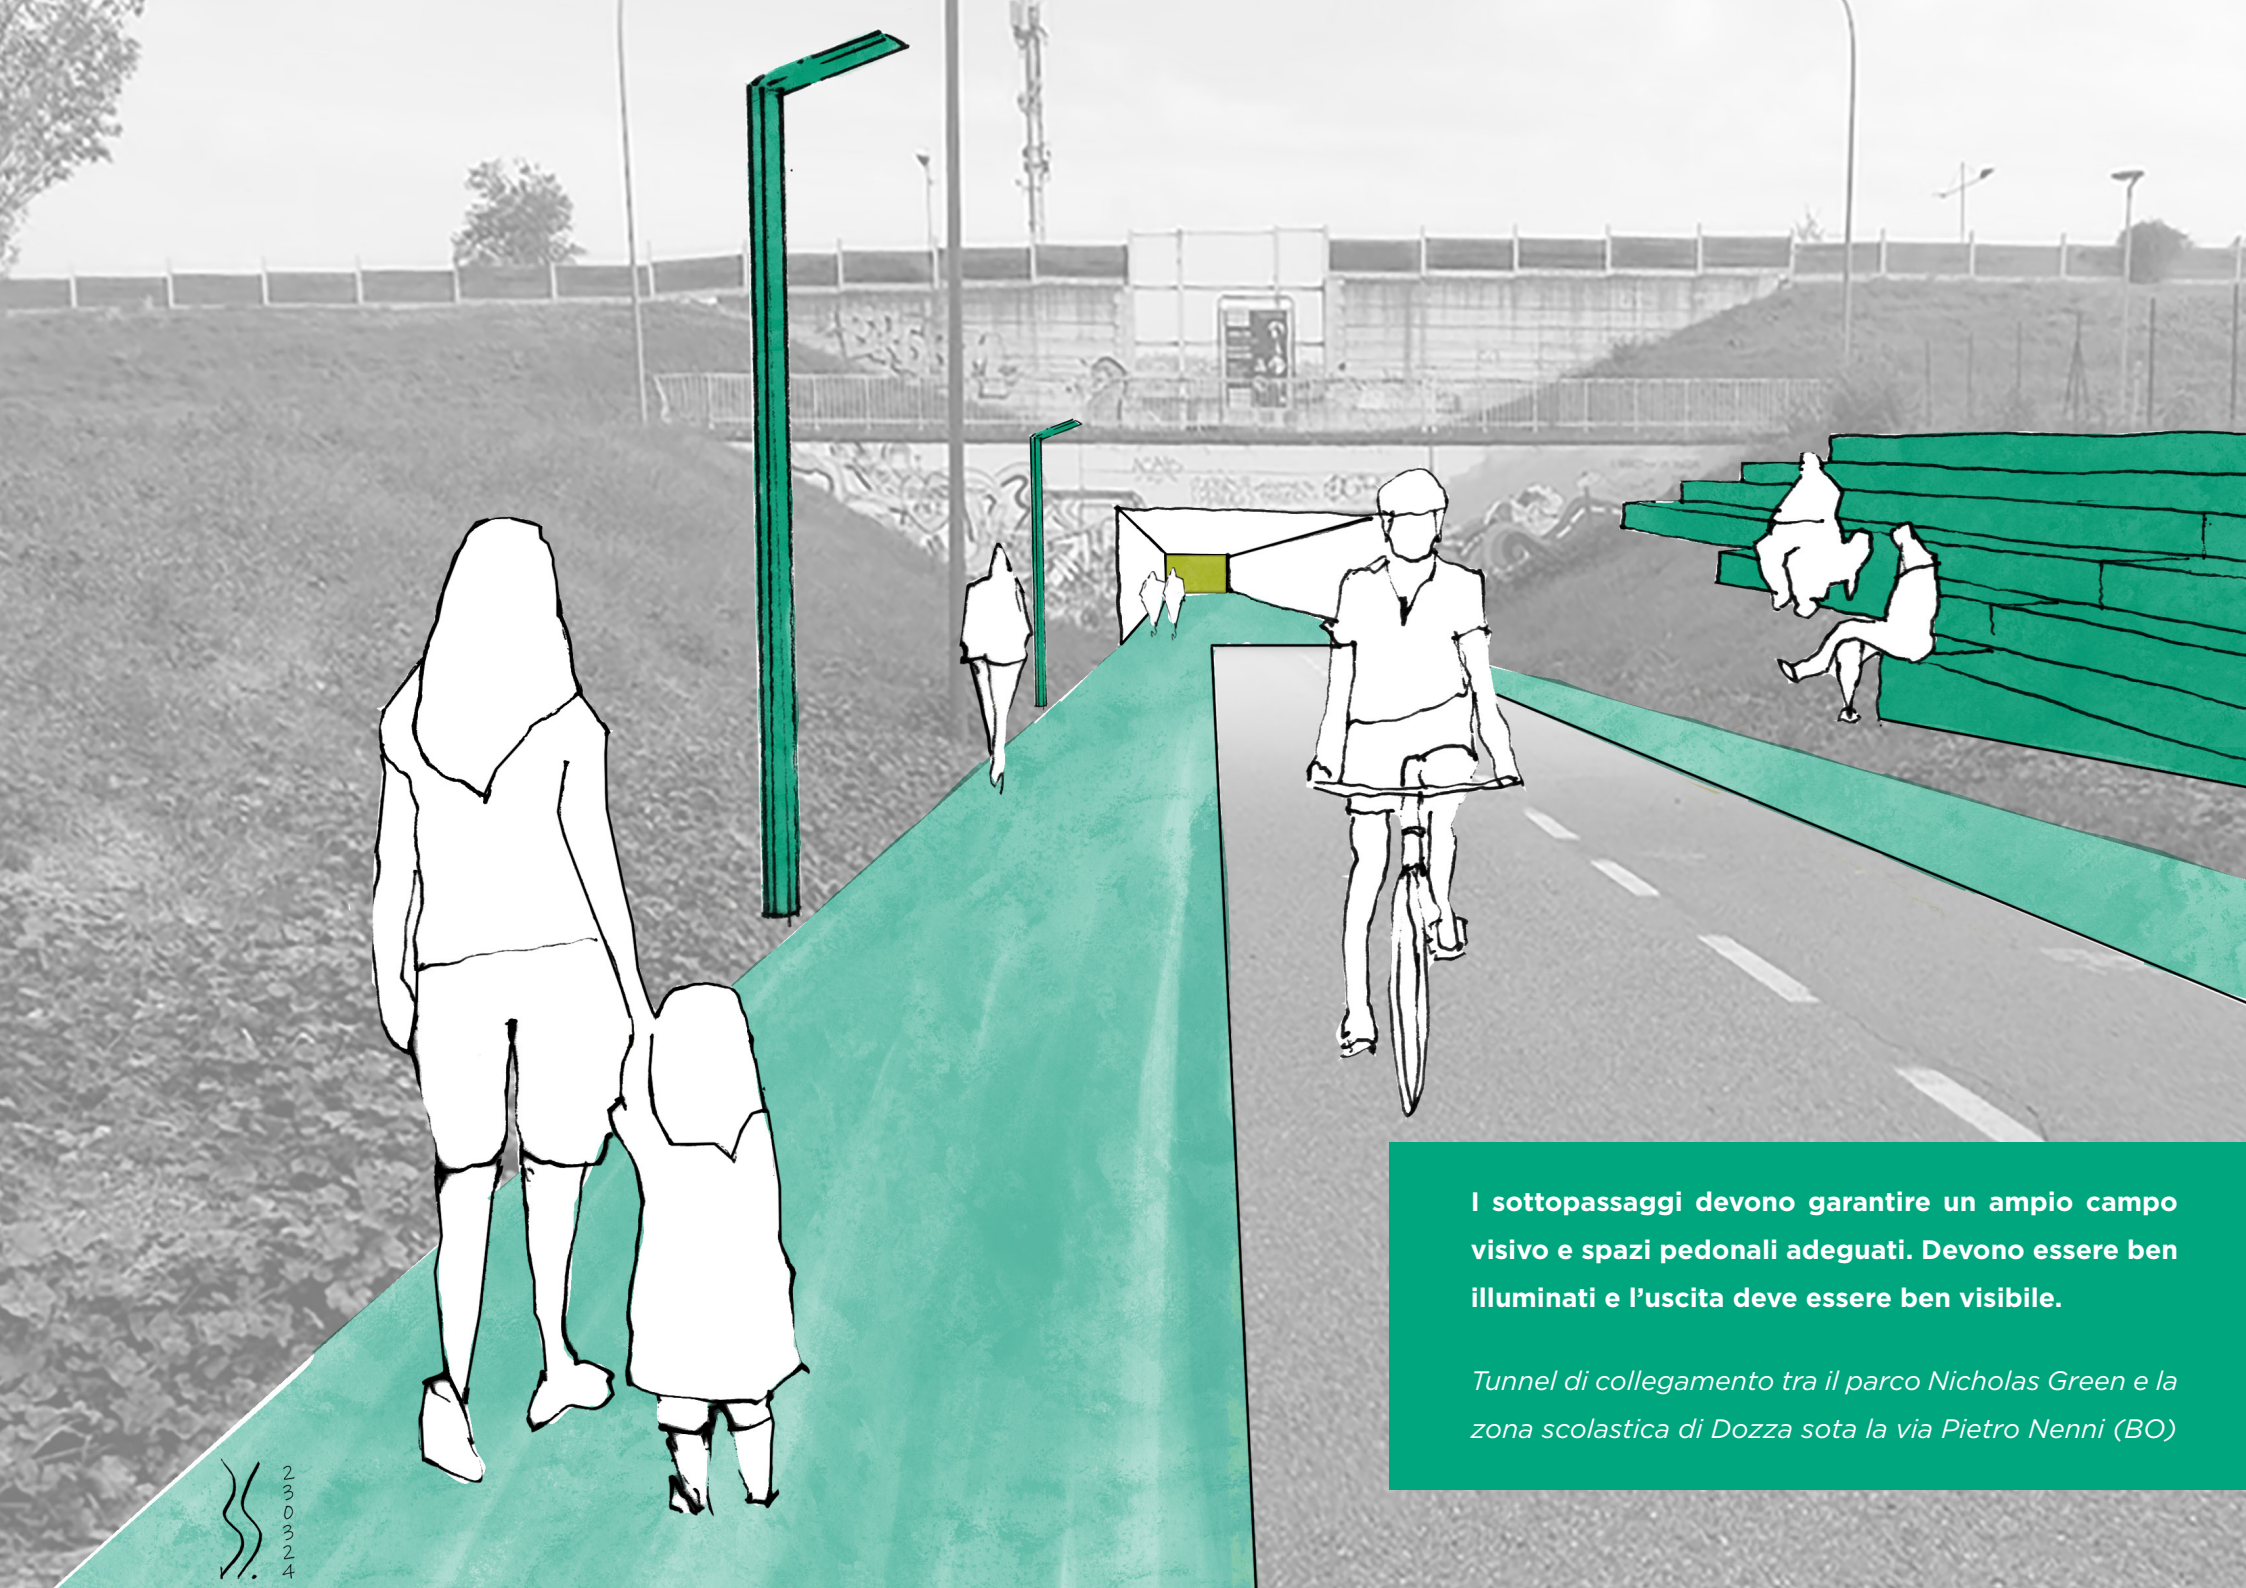 I sottopassaggi devono garantire un ampio campo
visivo e spazi pedonali adeguati. Devono essere ben
illuminati e l’uscita deve essere ben visibile.
Tunnel di collegamento tra il parco Nicholas Green e la
zona scolastica di Dozza sota la via Pietro Nenni (BO)
230324